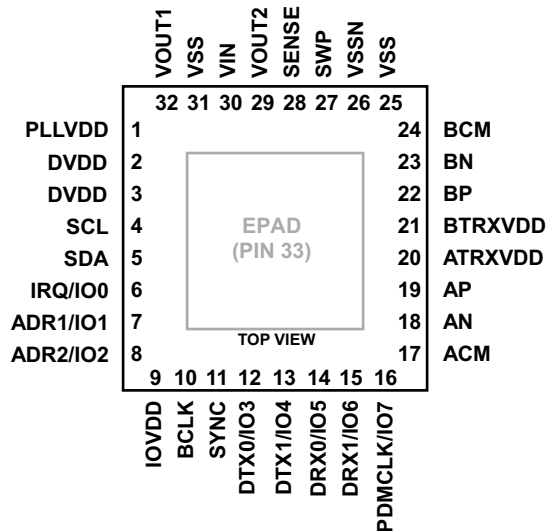 VOUT1 VSS VIN VOUT2 SENSE SWP VSSN VSS
32 31 30 29 28 27 26 25
PLLVDD 1
DVDD 2
DVDD 3
SCL 4
SDA 5
IRQ/IO0 6
ADR1/IO1 7
ADR2/IO2 8
EPAD
(PIN 33)
TOP VIEW
24 BCM
23 BN
22 BP
21 BTRXVDD
20 ATRXVDD
19 AP
18 AN
17 ACM
9 10 11 12 13 14 15 16
IOVDD BCLK SYNC DTX0/IO3 DTX1/IO4 DRX0/IO5 DRX1/IO6 PDMCLK/IO7